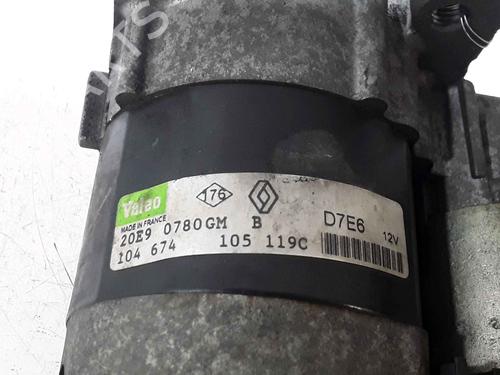 Valeo
MADE IN FRANCE
176
20E9 0780GM B
D7E6
12V
104 674 105 119C